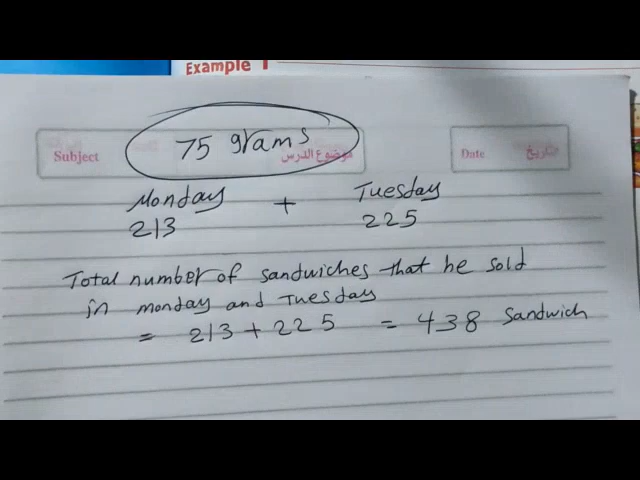 Example 1
75 grams
Subject موضوع الدرس
Date التاريخ
Monday + Tuesday
213 225
Total number of sandwiches that he sold
in monday and Tuesday
= 213 + 225 = 438 sandwich